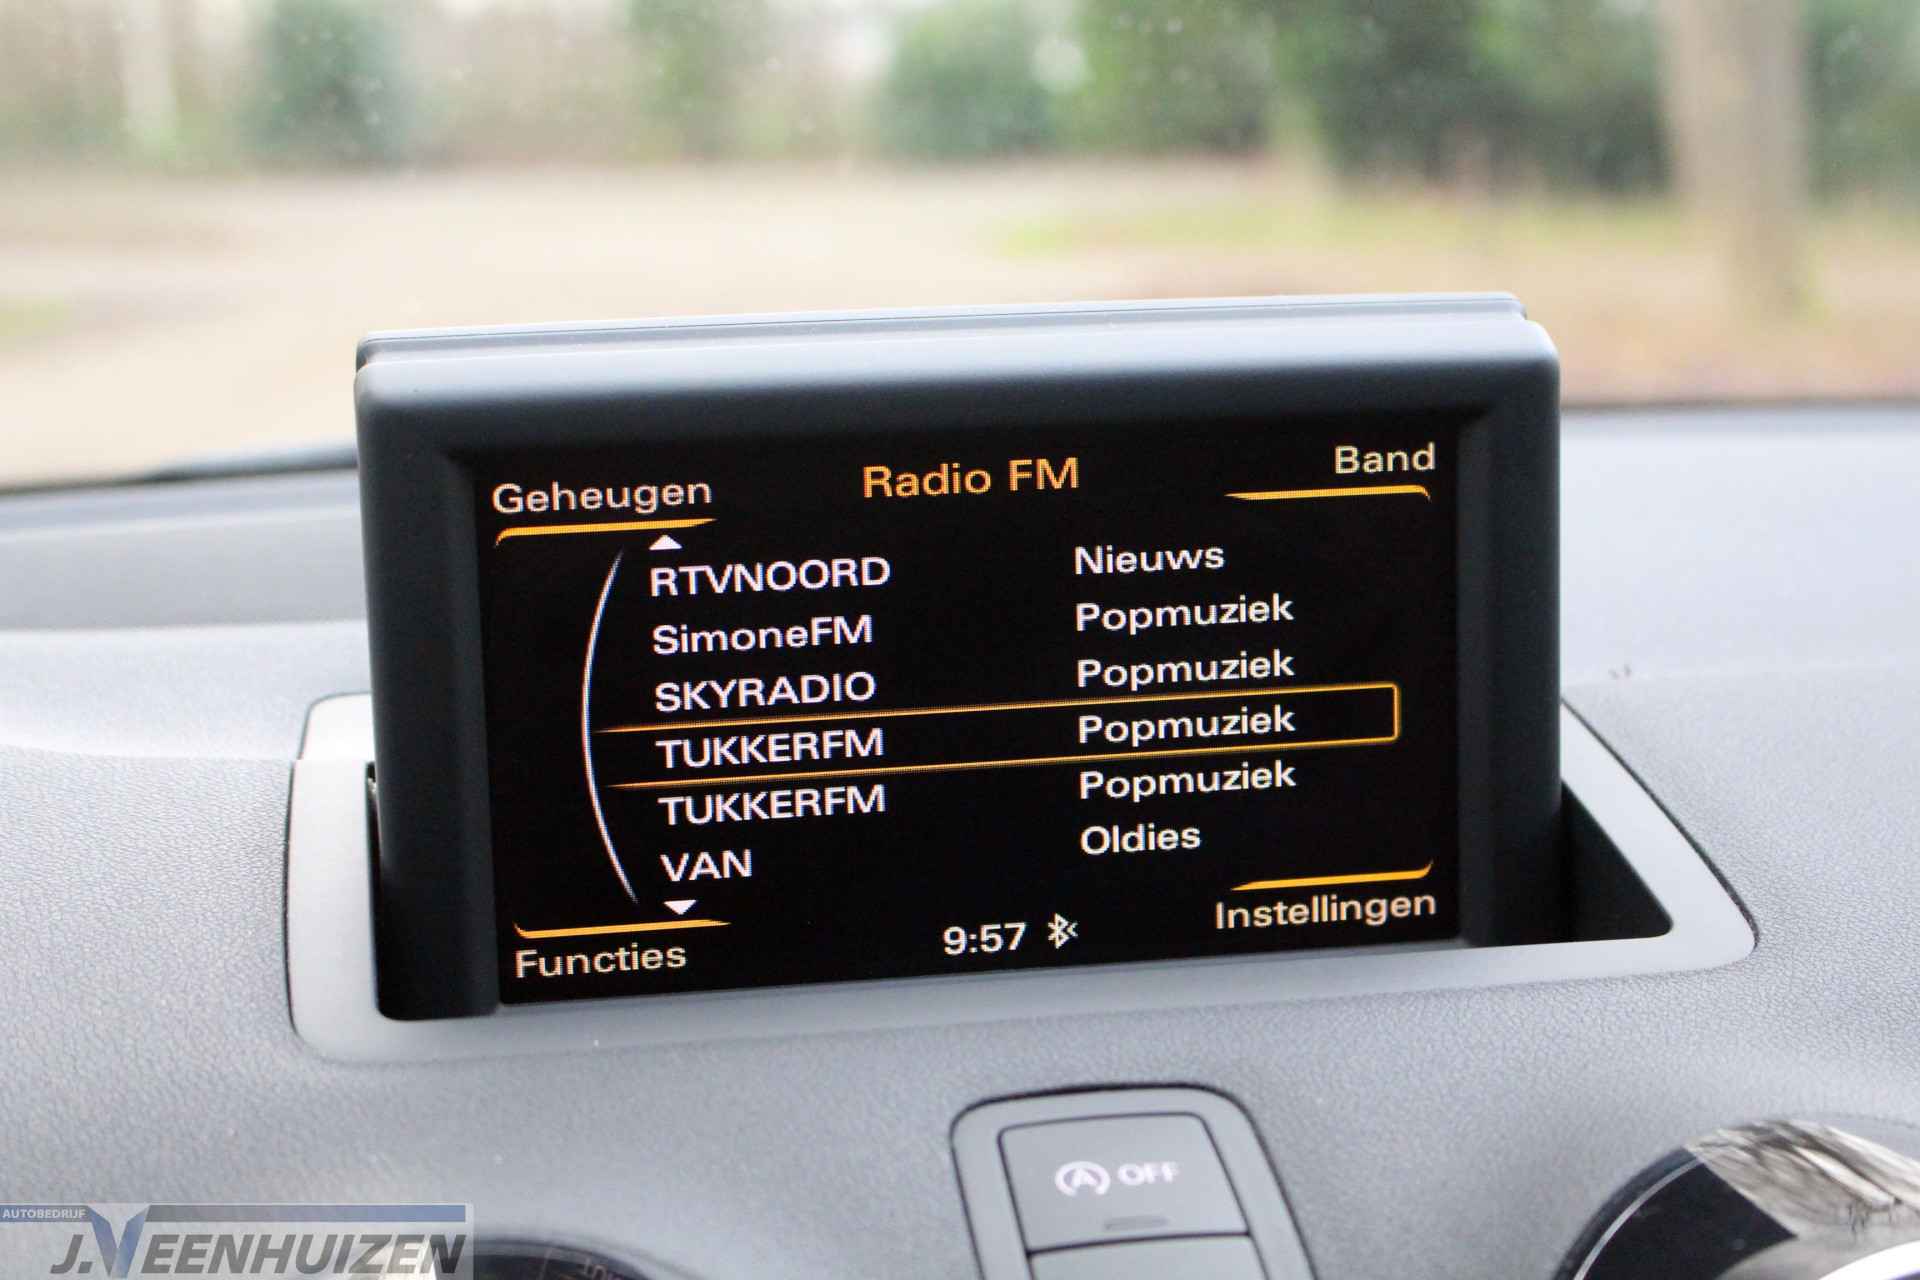 Geheugen Radio FM Band
RTVNOORD Nieuws
SimoneFM Popmuziek
SKYRADIO Popmuziek
TUKKERFM Popmuziek
TUKKERFM Popmuziek
VAN Oldies
Functies 9:57 Instellingen
A OFF
AUTOBEDRIJF
J.VEENHUIZEN